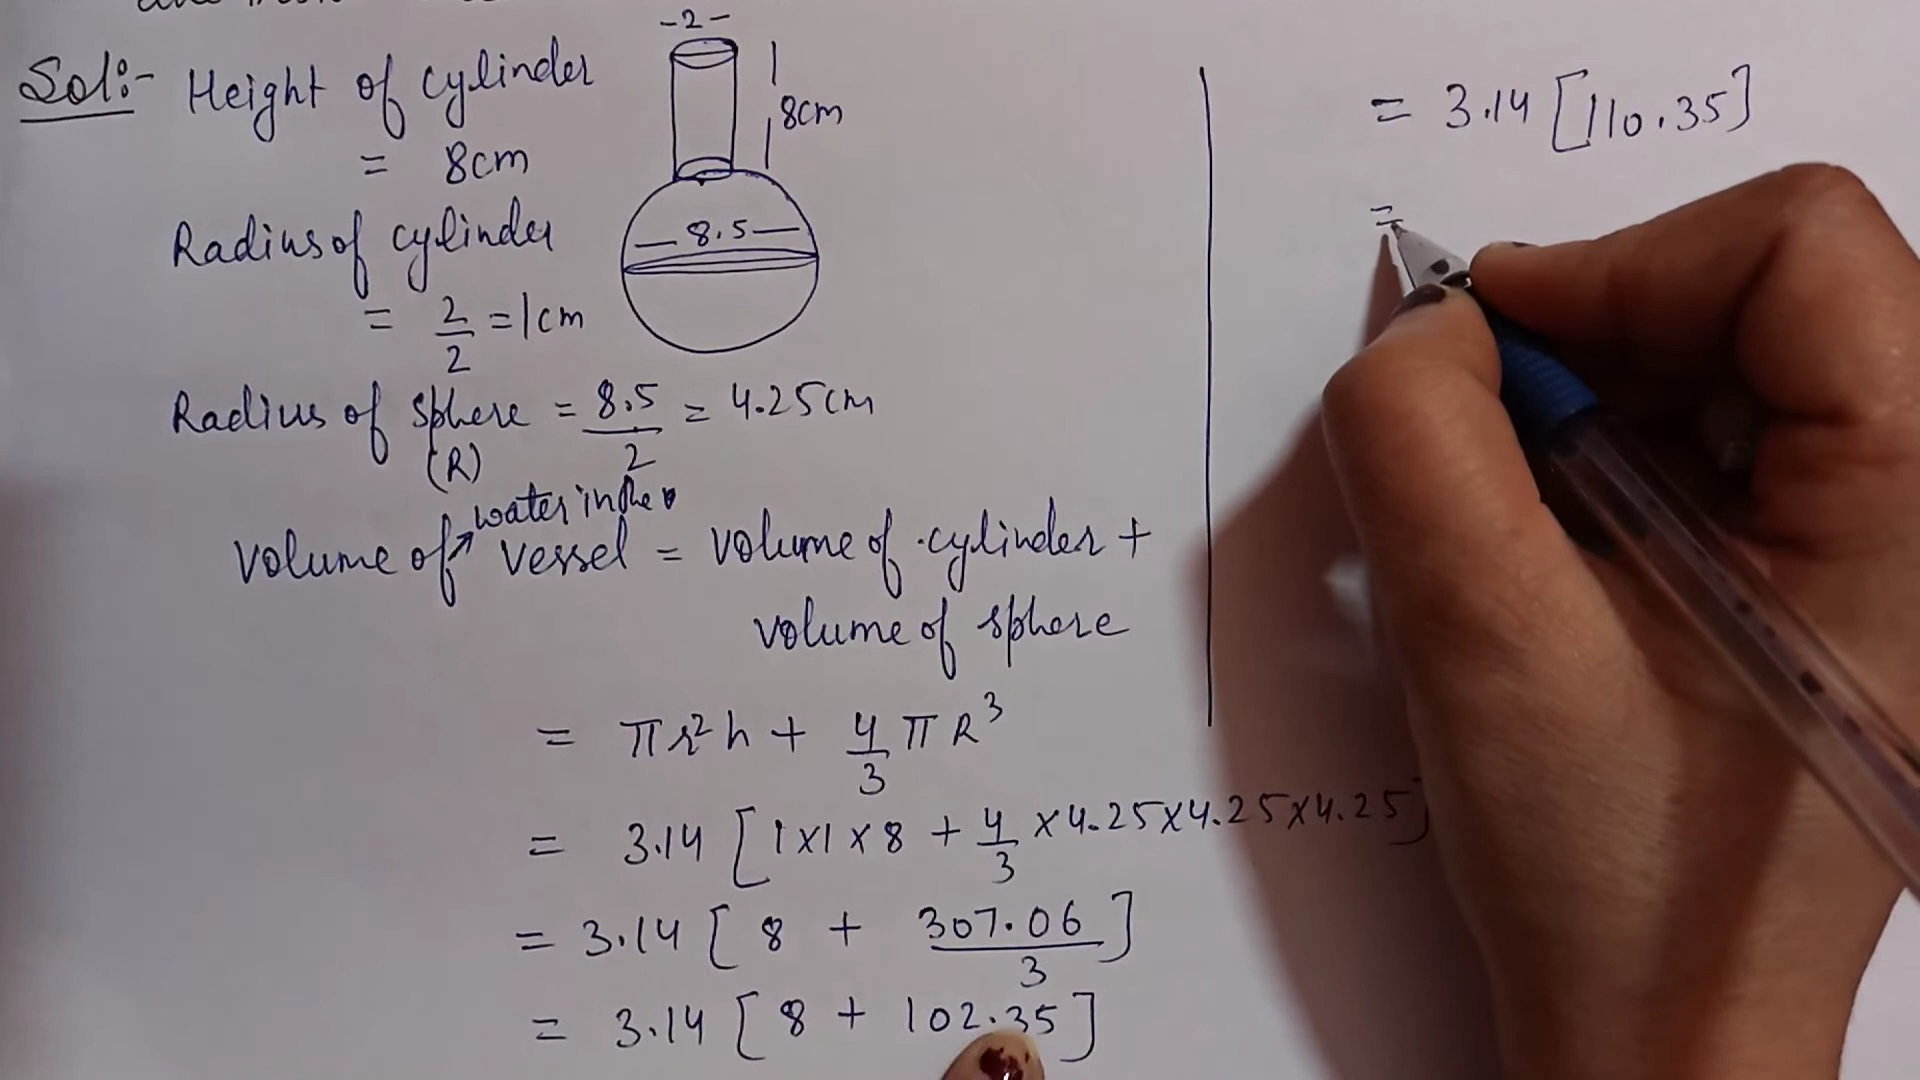 Sol:- Height of cylinder
= 8cm
Radius of cylinder
= 2/2 = 1cm
-2-
8cm
— 8.5 —
Radius of sphere = 8.5/2 = 4.25cm
(R)
water in the
Volume of vessel = volume of cylinder +
volume of sphere
= πr²h + 4/3 πR³
= 3.14 [1×1×8 + 4/3 ×4.25×4.25×4.25]
= 3.14 [8 + 307.06/3]
= 3.14 [8 + 102.35]
= 3.14 [110.35]
=